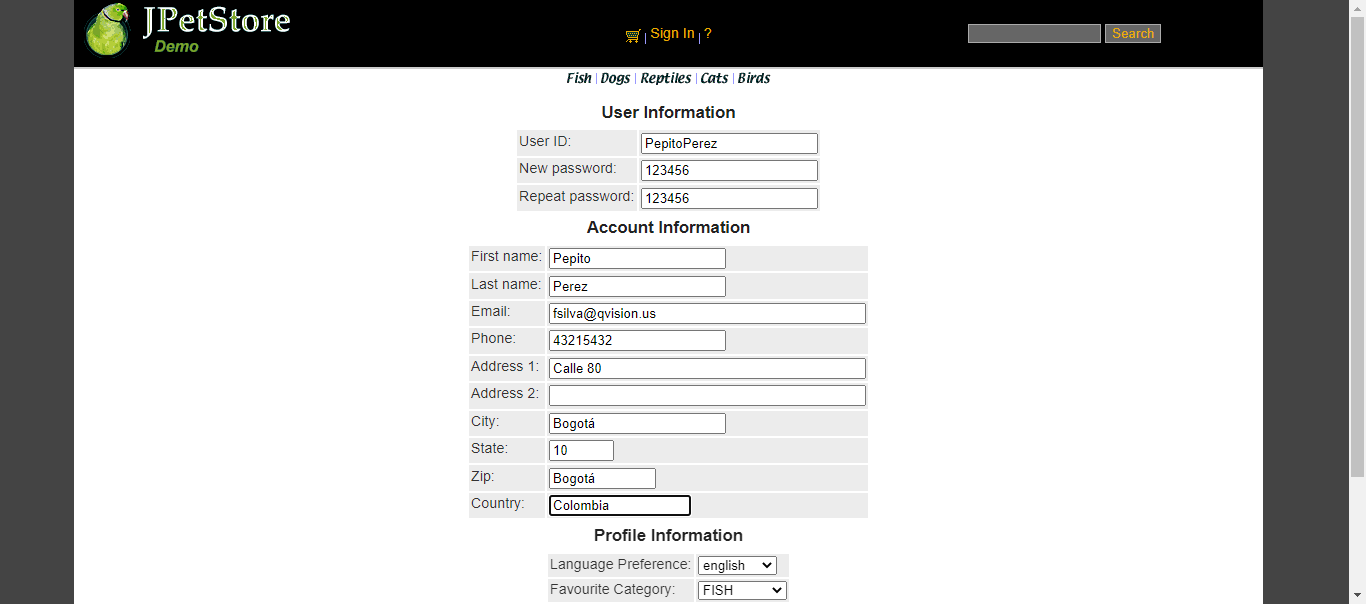 JPetStore
Demo
Sign In | ?
Search
Fish | Dogs | Reptiles | Cats | Birds
User Information
User ID: PepitoPerez
New password: 123456
Repeat password: 123456
Account Information
First name: Pepito
Last name: Perez
Email: fsilva@qvision.us
Phone: 43215432
Address 1: Calle 80
Address 2:
City: Bogotá
State: 10
Zip: Bogotá
Country: Colombia
Profile Information
Language Preference: english
Favourite Category: FISH